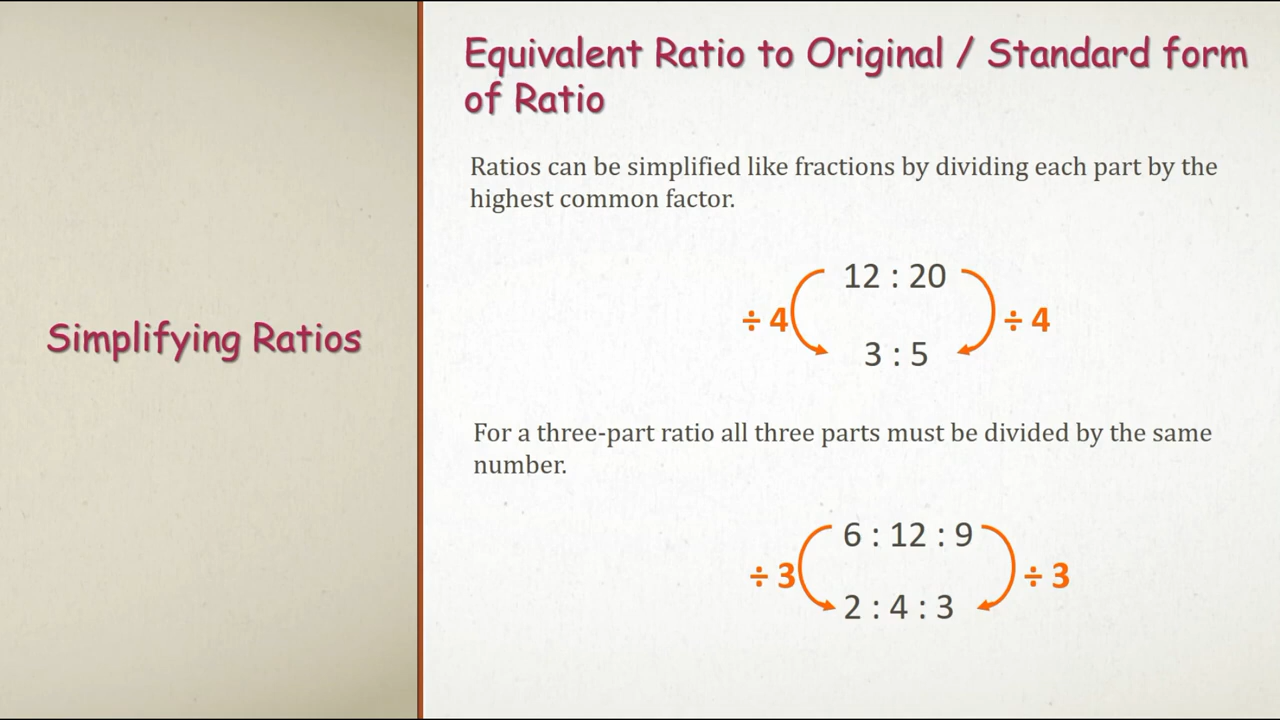 Simplifying Ratios
Equivalent Ratio to Original / Standard form
of Ratio
Ratios can be simplified like fractions by dividing each part by the
highest common factor.
12 : 20
÷ 4 ÷ 4
3 : 5
For a three-part ratio all three parts must be divided by the same
number.
6 : 12 : 9
÷ 3 ÷ 3
2 : 4 : 3